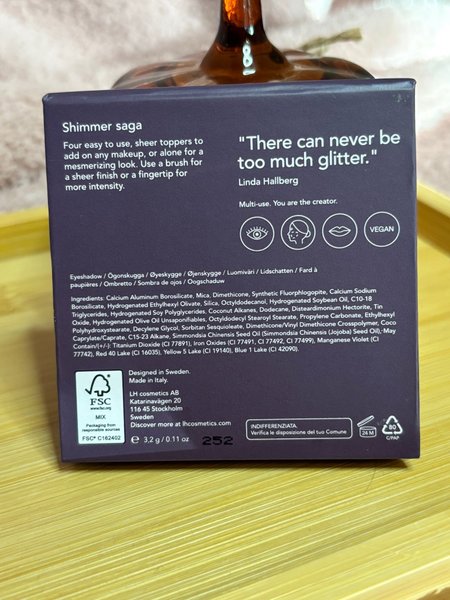 Shimmer saga
Four easy to use, sheer toppers to
add on any makeup, or alone for a
mesmerizing look. Use a brush for
a sheer finish or a fingertip for
more intensity.
"There can never be
too much glitter."
Linda Hallberg
Multi-use. You are the creator.
VEGAN
Eyeshadow / Ögonskugga / Øyeskygge / Øjenskygge / Luomiväri / Lidschatten / Fard à
paupières / Ombretto / Sombra de ojos / Oogschaduw
Ingredients: Calcium Aluminum Borosilicate, Mica, Dimethicone, Synthetic Fluorphlogopite, Calcium Sodium
Borosilicate, Hydrogenated Ethylhexyl Olivate, Silica, Octyldodecanol, Hydrogenated Soybean Oil, C10-18
Triglycerides, Hydrogenated Soy Polyglycerides, Coconut Alkanes, Dodecane, Disteardimonium Hectorite, Tin
Oxide, Hydrogenated Olive Oil Unsaponifiables, Octyldodecyl Stearoyl Stearate, Propylene Carbonate, Ethylhexyl
Polyhydroxystearate, Decylene Glycol, Sorbitan Sesquioleate, Dimethicone/Vinyl Dimethicone Crosspolymer, Coco
Caprylate/Caprate, C15-23 Alkane, Simmondsia Chinensis Seed Oil (Simmondsia Chinensis (Jojoba) Seed Oil); May
Contain/(+/-): Titanium Dioxide (CI 77891), Iron Oxides (CI 77491, CI 77492, CI 77499), Manganese Violet (CI
77742), Red 40 Lake (CI 16035), Yellow 5 Lake (CI 19140), Blue 1 Lake (CI 42090).
FSC
www.fsc.org
MIX
Packaging from
responsible sources
FSC® C162402
Designed in Sweden.
Made in Italy.
LH cosmetics AB
Katarinavägen 20
116 45 Stockholm
Sweden
Discover more at lhcosmetics.com
℮ 3,2 g / 0.11 oz
252
INDIFFERENZIATA.
Verifica le disposizione del tuo Comune
24 M
80
C/PAP